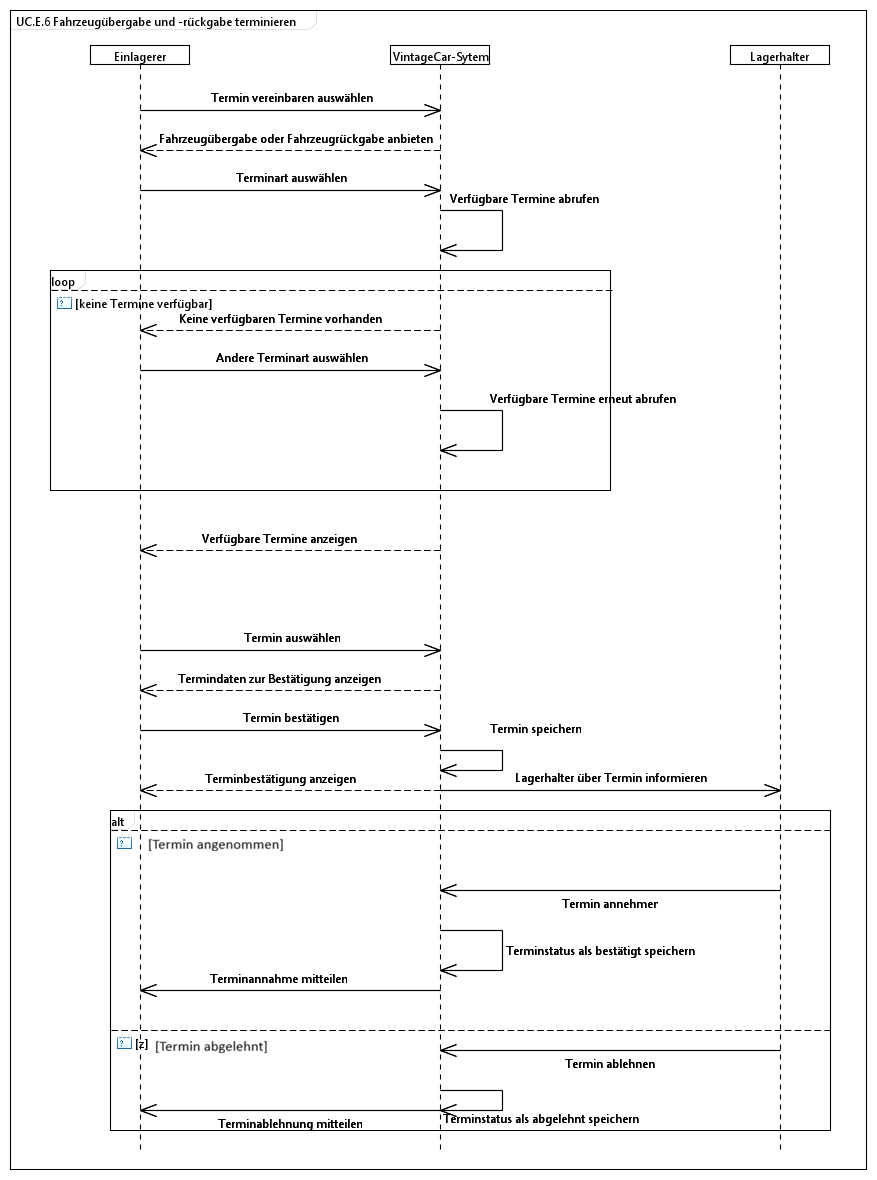 UC.E.6 Fahrzeugübergabe und -rückgabe terminieren
Einlagerer
VintageCar-Sytem
Lagerhalter
Termin vereinbaren auswählen
Fahrzeugübergabe oder Fahrzeugrückgabe anbieten
Terminart auswählen
Verfügbare Termine abrufen
loop
? [keine Termine verfügbar]
Keine verfügbaren Termine vorhanden
Andere Terminart auswählen
Verfügbare Termine erneut abrufen
Verfügbare Termine anzeigen
Termin auswählen
Termindaten zur Bestätigung anzeigen
Termin bestätigen
Termin speichern
Terminbestätigung anzeigen
Lagerhalter über Termin informieren
alt
? [Termin angenommen]
Termin annehmer
Terminstatus als bestätigt speichern
Terminannahme mitteilen
? [z] [Termin abgelehnt]
Termin ablehnen
Terminstatus als abgelehnt speichern
Terminablehnung mitteilen